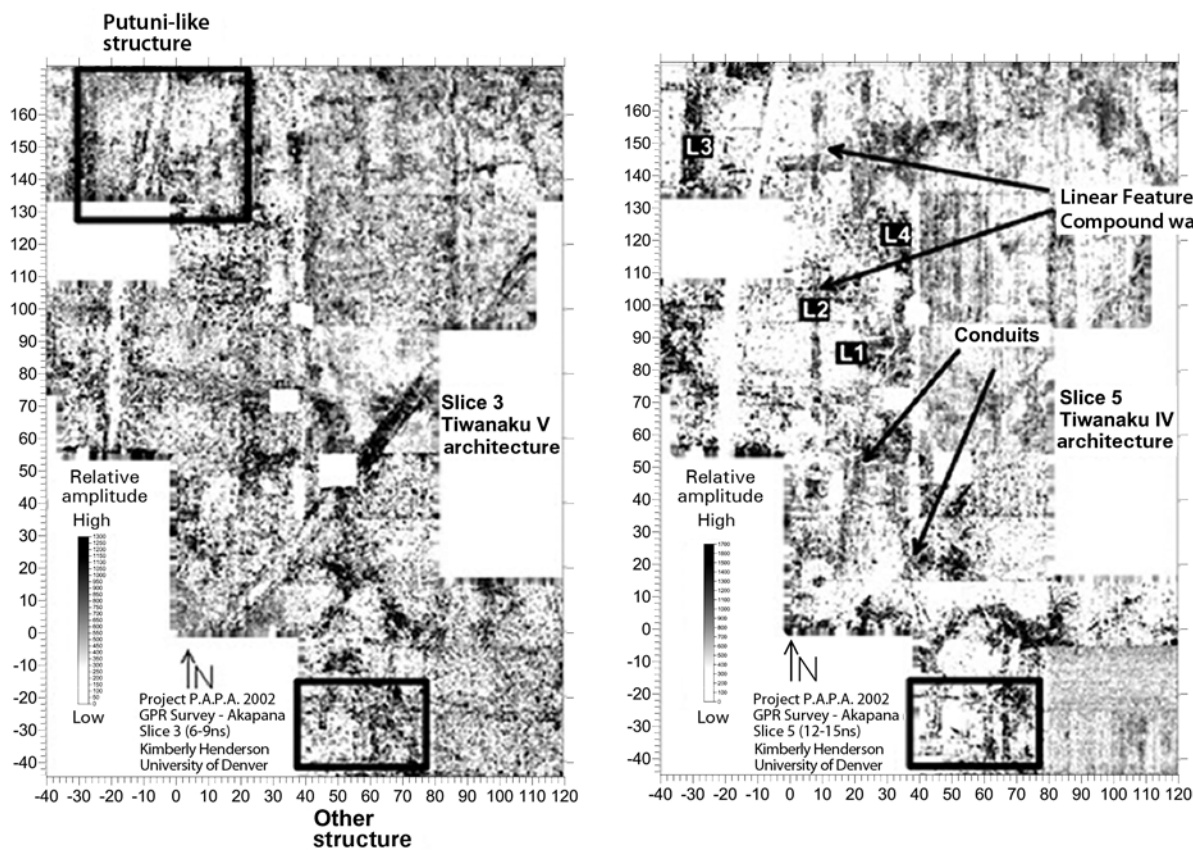 Putuni-like
structure
160
150
140
130
120
110
100
90
80
70
60
50
40
30
20
10
0
-10
-20
-30
-40
-40 -30 -20 -10 0 10 20 30 40 50 60 70 80 90 100 110 120
Slice 3
Tiwanaku V
architecture
Relative
amplitude
High
Low
N
Project P.A.P.A. 2002
GPR Survey - Akapana
Slice 3 (6-9ns)
Kimberly Henderson
University of Denver
Other
structure
160
150
140
130
120
110
100
90
80
70
60
50
40
30
20
10
0
-10
-20
-30
-40
-40 -30 -20 -10 0 10 20 30 40 50 60 70 80 90 100 110 120
L3
Linear Feature
Compound wa
L4
L2
L1
Conduits
Slice 5
Tiwanaku IV
architecture
Relative
amplitude
High
Low
N
Project P.A.P.A. 2002
GPR Survey - Akapana
Slice 5 (12-15ns)
Kimberly Henderson
University of Denver